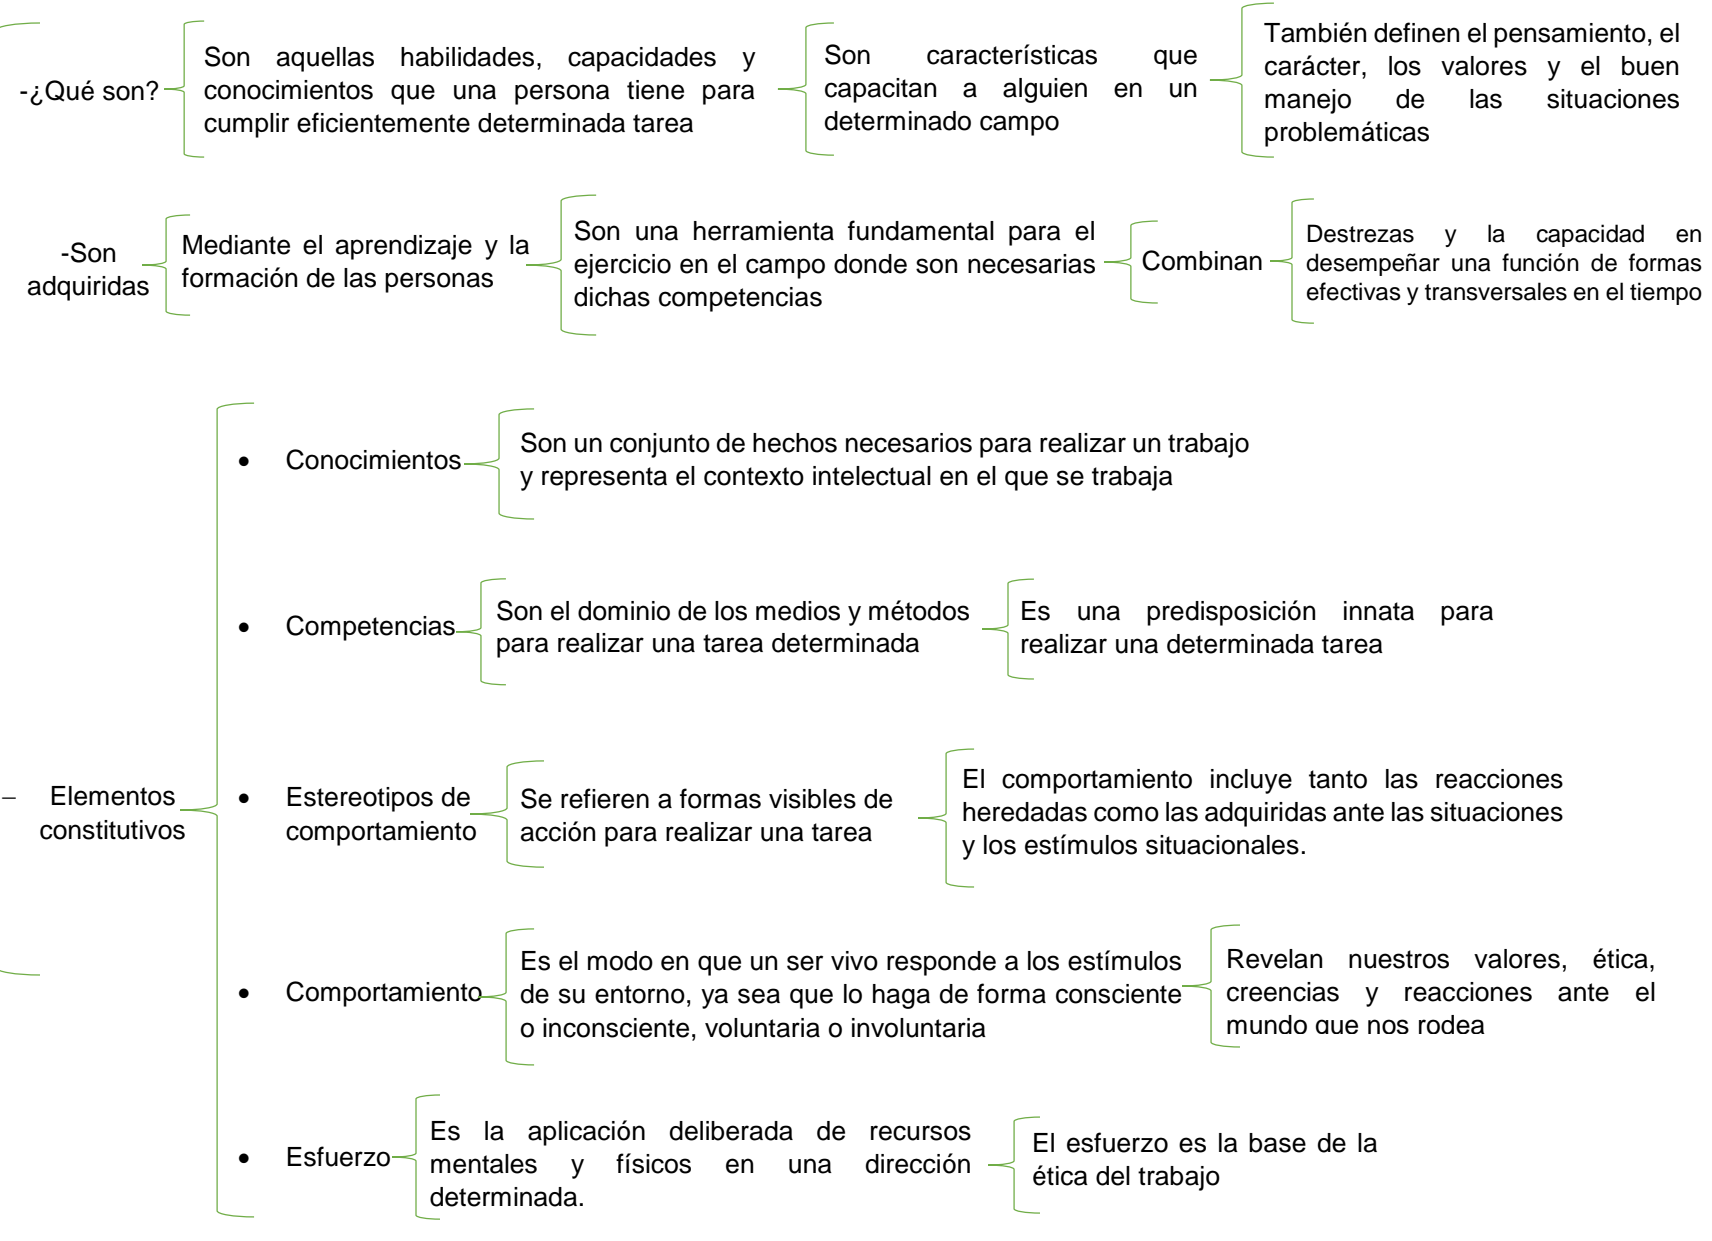 -¿Qué son?
Son aquellas habilidades, capacidades y
conocimientos que una persona tiene para
cumplir eficientemente determinada tarea
Son características que
capacitan a alguien en un
determinado campo
También definen el pensamiento, el
carácter, los valores y el buen
manejo de las situaciones
problemáticas
-Son
adquiridas
Mediante el aprendizaje y la
formación de las personas
Son una herramienta fundamental para el
ejercicio en el campo donde son necesarias
dichas competencias
Combinan
Destrezas y la capacidad en
desempeñar una función de formas
efectivas y transversales en el tiempo
– Elementos
constitutivos
• Conocimientos
Son un conjunto de hechos necesarios para realizar un trabajo
y representa el contexto intelectual en el que se trabaja
• Competencias
Son el dominio de los medios y métodos
para realizar una tarea determinada
Es una predisposición innata para
realizar una determinada tarea
• Estereotipos de
comportamiento
Se refieren a formas visibles de
acción para realizar una tarea
El comportamiento incluye tanto las reacciones
heredadas como las adquiridas ante las situaciones
y los estímulos situacionales.
• Comportamiento
Es el modo en que un ser vivo responde a los estímulos
de su entorno, ya sea que lo haga de forma consciente
o inconsciente, voluntaria o involuntaria
Revelan nuestros valores, ética,
creencias y reacciones ante el
mundo que nos rodea
• Esfuerzo
Es la aplicación deliberada de recursos
mentales y físicos en una dirección
determinada.
El esfuerzo es la base de la
ética del trabajo